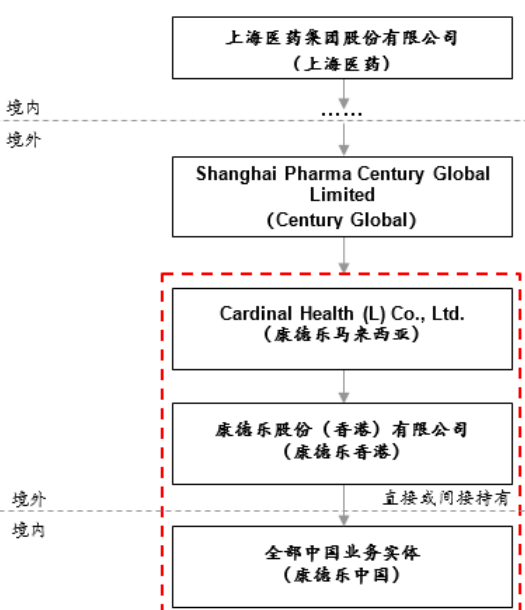 上海医药集团股份有限公司
（上海医药）
境内
……
境外
Shanghai Pharma Century Global
Limited
(Century Global)
Cardinal Health (L) Co., Ltd.
（康德乐马来西亚）
康德乐股份（香港）有限公司
（康德乐香港）
境外
直接或间接持有
境内
全部中国业务实体
（康德乐中国）